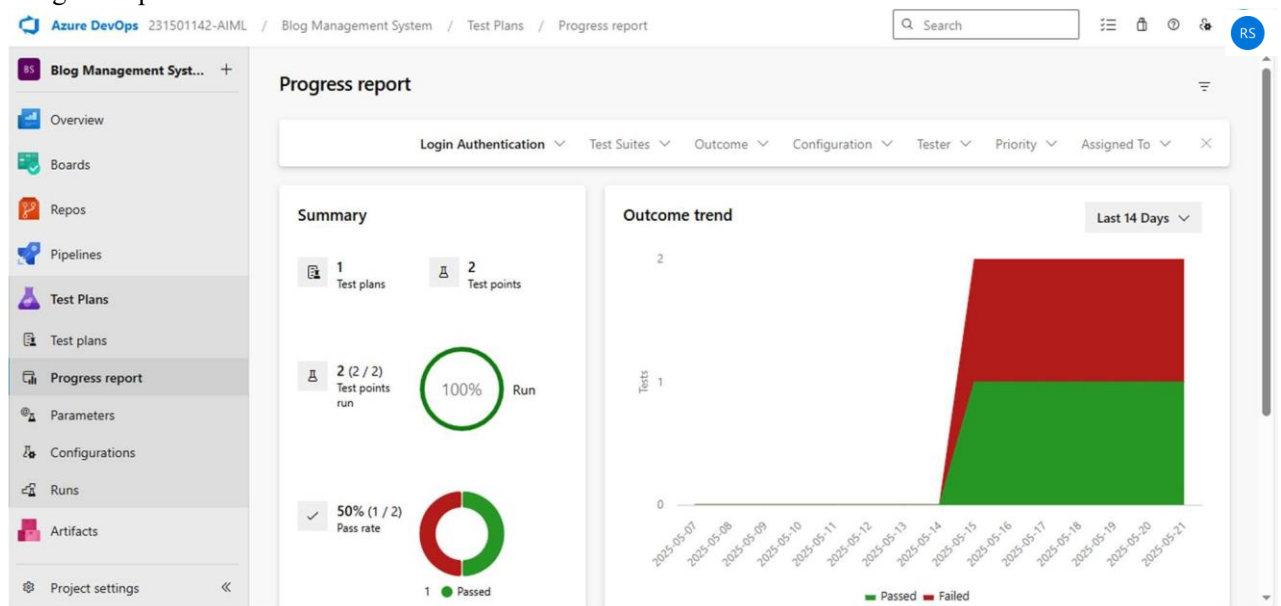 Azure DevOps 231501142-AIML / Blog Management System / Test Plans / Progress report
Search
RS
BS Blog Management Syst... +
Overview
Boards
Repos
Pipelines
Test Plans
Test plans
Progress report
Parameters
Configurations
Runs
Artifacts
Project settings
Progress report
Login Authentication Test Suites Outcome Configuration Tester Priority Assigned To
Summary
1
Test plans
2
Test points
2 (2 / 2)
Test points
run
100%
Run
50% (1 / 2)
Pass rate
1 Passed
Outcome trend
Last 14 Days
2
1
0
Tests
2025-05-07
2025-05-08
2025-05-09
2025-05-10
2025-05-11
2025-05-12
2025-05-13
2025-05-14
2025-05-15
2025-05-16
2025-05-17
2025-05-18
2025-05-19
2025-05-20
2025-05-21
Passed Failed